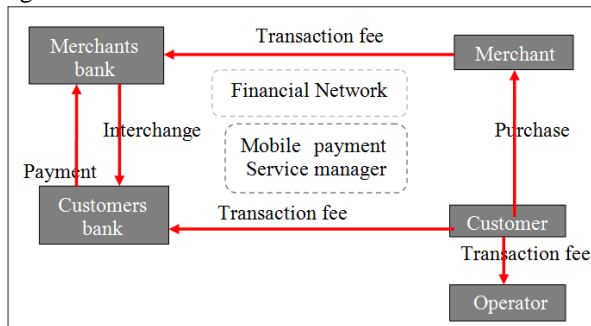 Transaction fee
Merchants
bank
Merchant
Financial Network
Interchange
Purchase
Mobile payment
Service manager
Payment
Customers
bank
Transaction fee
Customer
Transaction fee
Operator